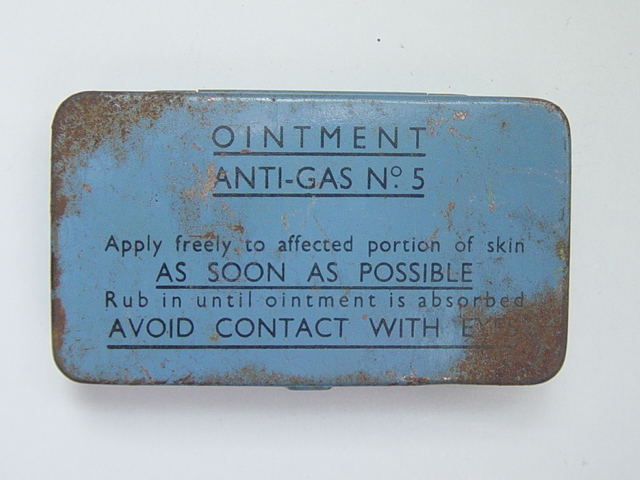 OINTMENT
ANTI-GAS Nº 5
Apply freely to affected portion of skin
AS SOON AS POSSIBLE
Rub in until ointment is absorbed
AVOID CONTACT WITH EYES